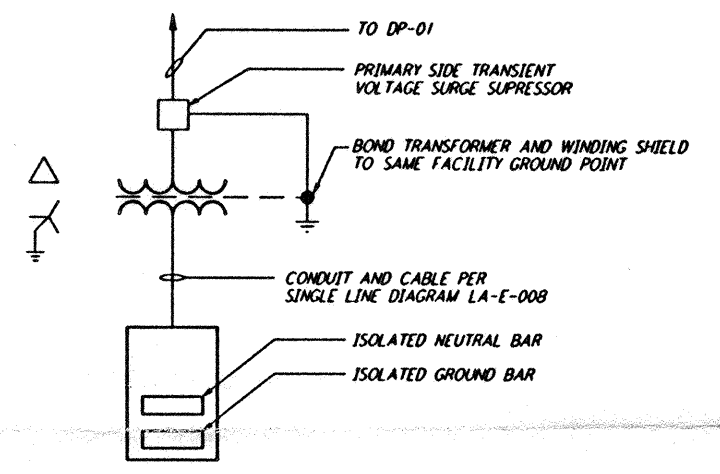 TO DP-01
PRIMARY SIDE TRANSIENT
VOLTAGE SURGE SUPRESSOR
BOND TRANSFORMER AND WINDING SHIELD
TO SAME FACILITY GROUND POINT
CONDUIT AND CABLE PER
SINGLE LINE DIAGRAM LA-E-008
ISOLATED NEUTRAL BAR
ISOLATED GROUND BAR